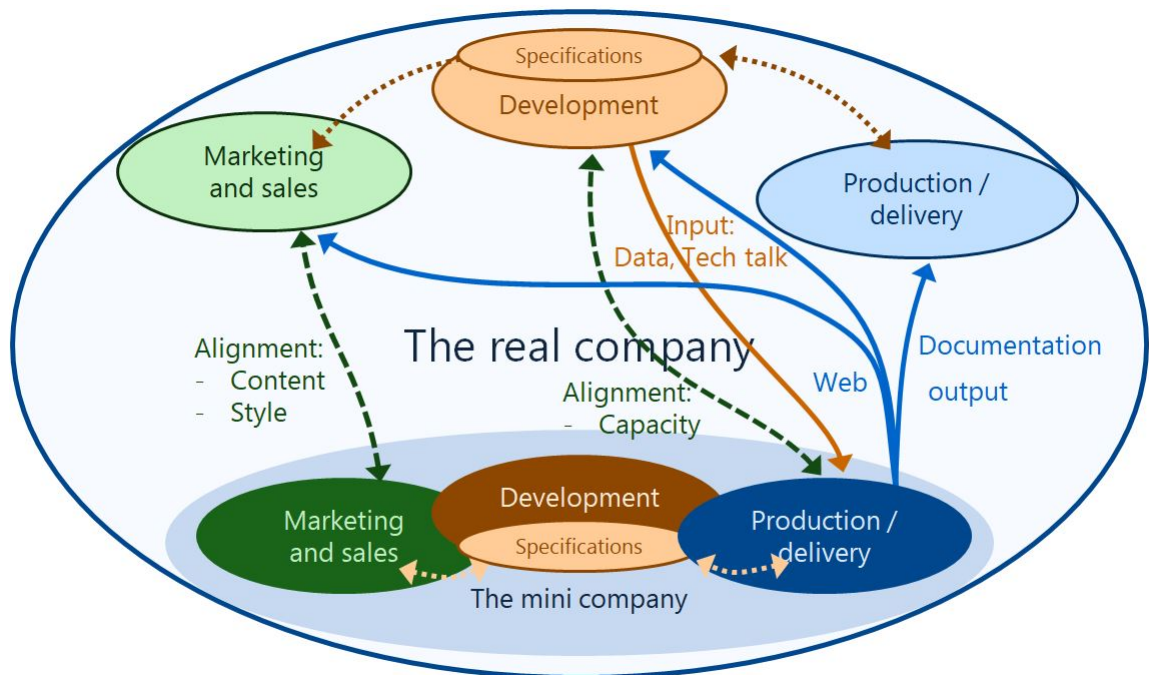 Specifications
Development
Marketing
and sales
Production /
delivery
Input:
Data, Tech talk
The real company
Alignment:
- Content
- Style
Alignment:
- Capacity
Web
Documentation
output
Development
Specifications
Marketing
and sales
Production /
delivery
The mini company